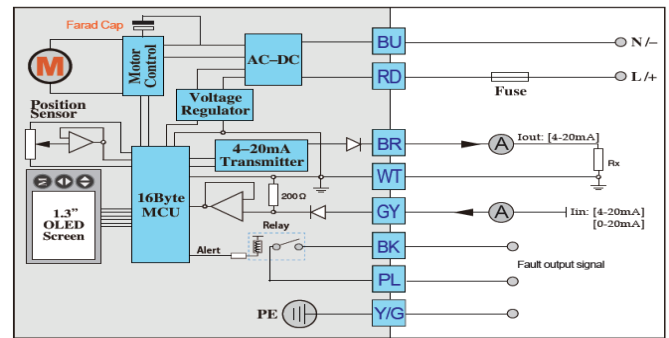 Farad Cap
M
Motor
Control
AC–DC
BU
N/–
RD
L/+
Fuse
Voltage
Regulator
Position
Sensor
4–20mA
Transmitter
BR
A
Iout: [4-20mA]
Rx
WT
16Byte
MCU
200Ω
GY
A
Iin: [4-20mA]
[0-20mA]
1.3”
OLED
Screen
Relay
Alert
BK
Fault output signal
PL
PE
Y/G